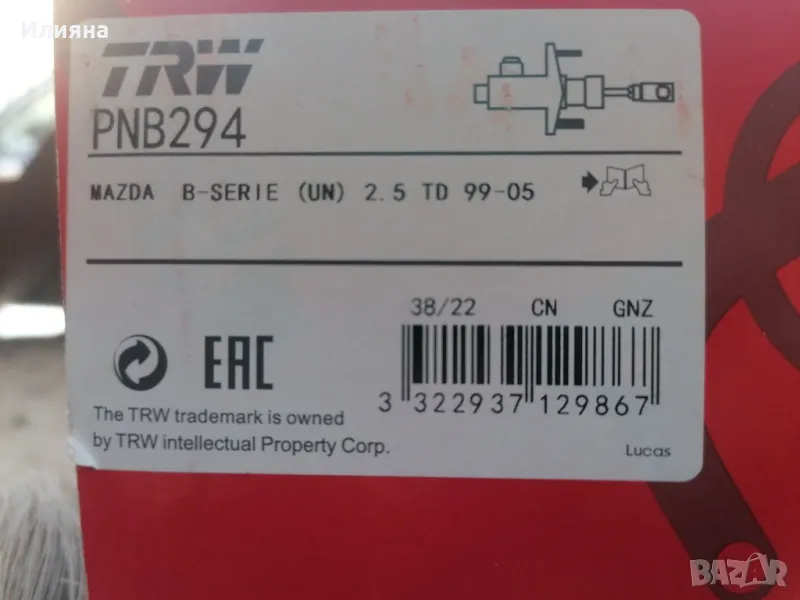 Илияна
TRW
PNB294
MAZDA B-SERIE (UN) 2.5 TD 99-05
38/22 CN GNZ
EAC
3 322937 129867
The TRW trademark is owned
by TRW intellectual Property Corp.
Lucas
BAZAR